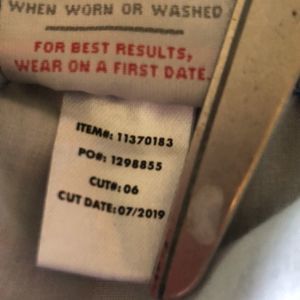 WHEN WORN OR WASHED
FOR BEST RESULTS,
WEAR ON A FIRST DATE.
ITEM#: 11370183
PO#: 1298855
CUT#: 06
CUT DATE: 07/2019